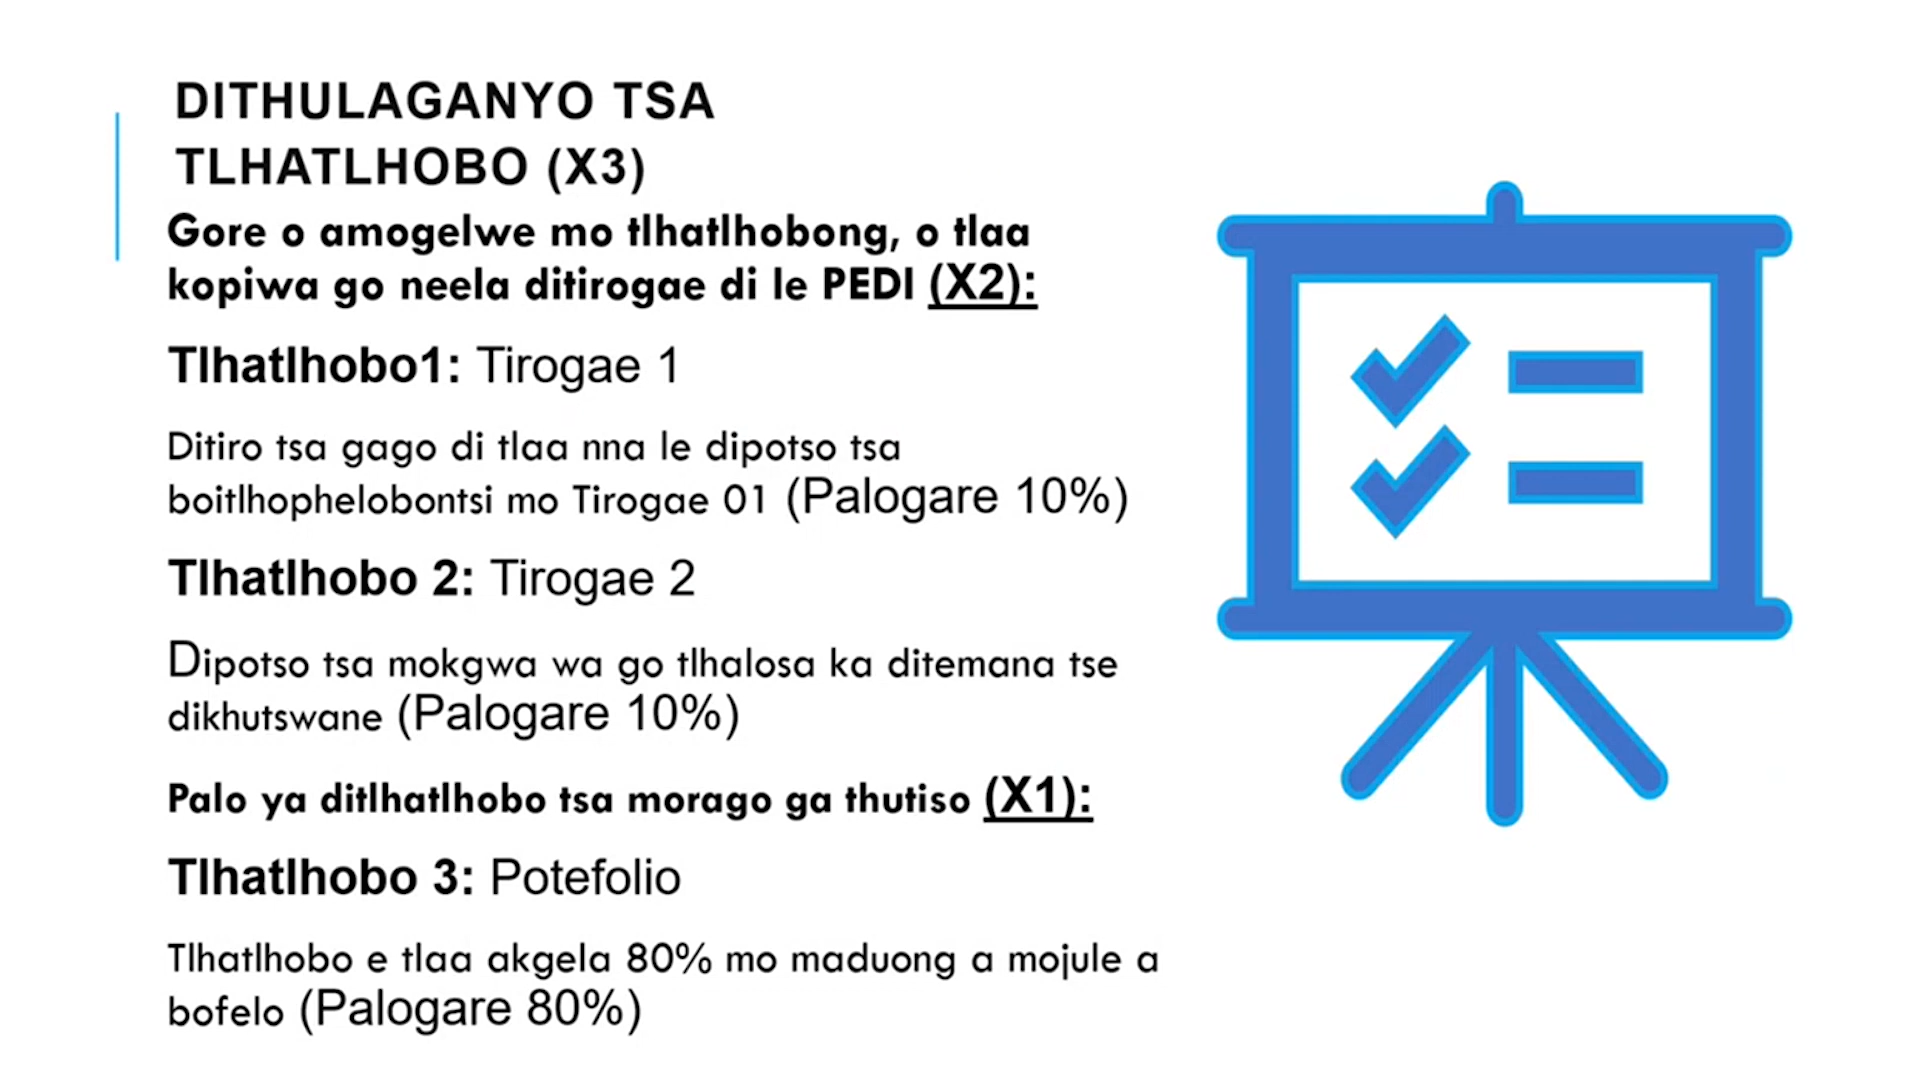 DITHULAGANYO TSA
TLHATLHOBO (X3)
Gore o amogelwe mo tlhatlhobong, o tlaa
kopiwa go neela ditirogae di le PEDI (X2):
Tlhatlhobo1: Tirogae 1
Ditiro tsa gago di tlaa nna le dipotso tsa
boitlhophelobontsi mo Tirogae 01 (Palogare 10%)
Tlhatlhobo 2: Tirogae 2
Dipotso tsa mokgwa wa go tlhalosa ka ditemana tse
dikhutswane (Palogare 10%)
Palo ya ditlhatlhobo tsa morago ga thutiso (X1):
Tlhatlhobo 3: Potefolio
Tlhatlhobo e tlaa akgela 80% mo maduong a mojule a
bofelo (Palogare 80%)